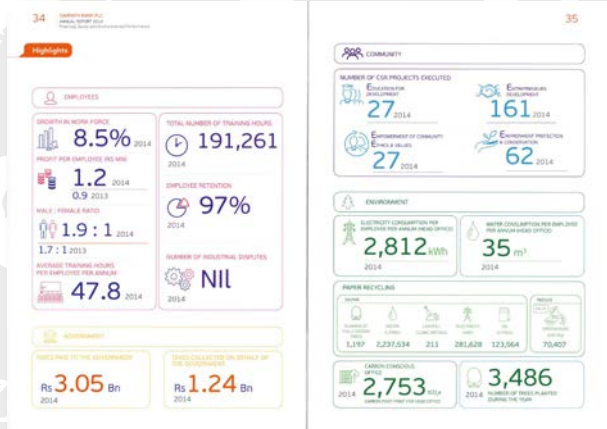 34
SAMPATH BANK PLC
ANNUAL REPORT 2014
Highlights
EMPLOYEES
GROWTH IN WORK FORCE
8.5% 2014
PROFIT PER EMPLOYEE (RS MN)
1.2 2014
0.9 2013
MALE : FEMALE RATIO
1.9 : 1 2014
1.7 : 1 2013
AVERAGE TRAINING HOURS
PER EMPLOYEE PER ANNUM
47.8 2014
TOTAL NUMBER OF TRAINING HOURS
191,261
2014
EMPLOYEE RETENTION
97%
2014
NUMBER OF INDUSTRIAL DISPUTES
Nil
2014
GOVERNMENT
TAXES PAID TO THE GOVERNMENT
Rs 3.05 Bn
2014
TAXES COLLECTED ON BEHALF OF
THE GOVERNMENT
Rs 1.24 Bn
2014
35
COMMUNITY
NUMBER OF CSR PROJECTS EXECUTED
EDUCATION FOR
DEVELOPMENT
27 2014
ENTREPRENEURS
DEVELOPMENT
161 2014
EMPOWERMENT OF COMMUNITY
ETHICS & VALUES
27 2014
ENVIRONMENT PROTECTION
& CONSERVATION
62 2014
ENVIRONMENT
ELECTRICITY CONSUMPTION PER
EMPLOYEE PER ANNUM (HEAD OFFICE)
2,812 kWh
2014
WATER CONSUMPTION PER EMPLOYEE
PER ANNUM (HEAD OFFICE)
35 m³
2014
PAPER RECYCLING
1,197
2,237,534
211
281,628
123,564
70,407
CARBON CONSCIOUS
OFFICE
2014 2,753
CARBON FOOT PRINT FOR HEAD OFFICE
3,486
2014 NUMBER OF TREES PLANTED
DURING THE YEAR